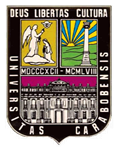 DEUS LIBERTAS CULTURA
UNIVERSITAS CARABOBENSIS
MDCCCXCII - MCMLVIII